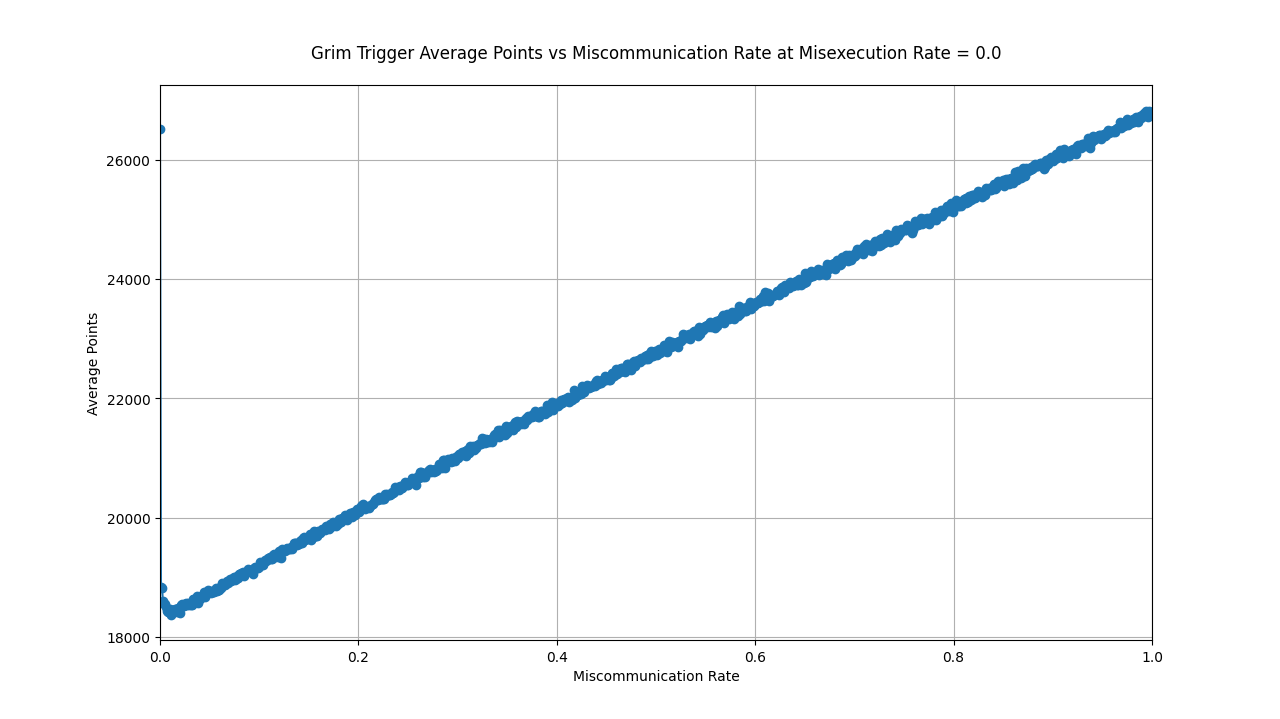 Grim Trigger Average Points vs Miscommunication Rate at Misexecution Rate = 0.0
26000
24000
22000
20000
18000
Average Points
0.0 0.2 0.4 0.6 0.8 1.0
Miscommunication Rate